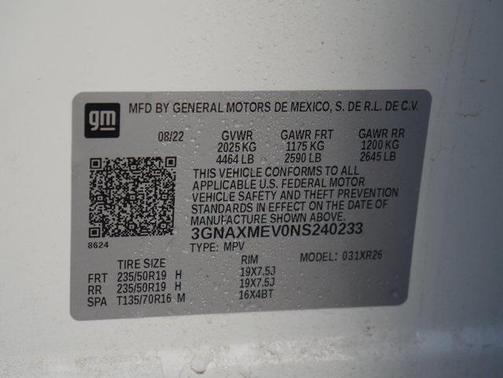 gm
MFD BY GENERAL MOTORS DE MEXICO, S. DE R.L. DE C.V.
08/22 GVWR GAWR FRT GAWR RR
2025 KG 1175 KG 1200 KG
4464 LB 2590 LB 2645 LB
THIS VEHICLE CONFORMS TO ALL
APPLICABLE U.S. FEDERAL MOTOR
VEHICLE SAFETY AND THEFT PREVENTION
STANDARDS IN EFFECT ON THE DATE OF
MANUFACTURE SHOWN ABOVE.
8624 3GNAXMEV0NS240233
TYPE: MPV MODEL: 031XR26
TIRE SIZE RIM
FRT 235/50R19 H 19X7.5J
RR 235/50R19 H 19X7.5J
SPA T135/70R16 M 16X4BT